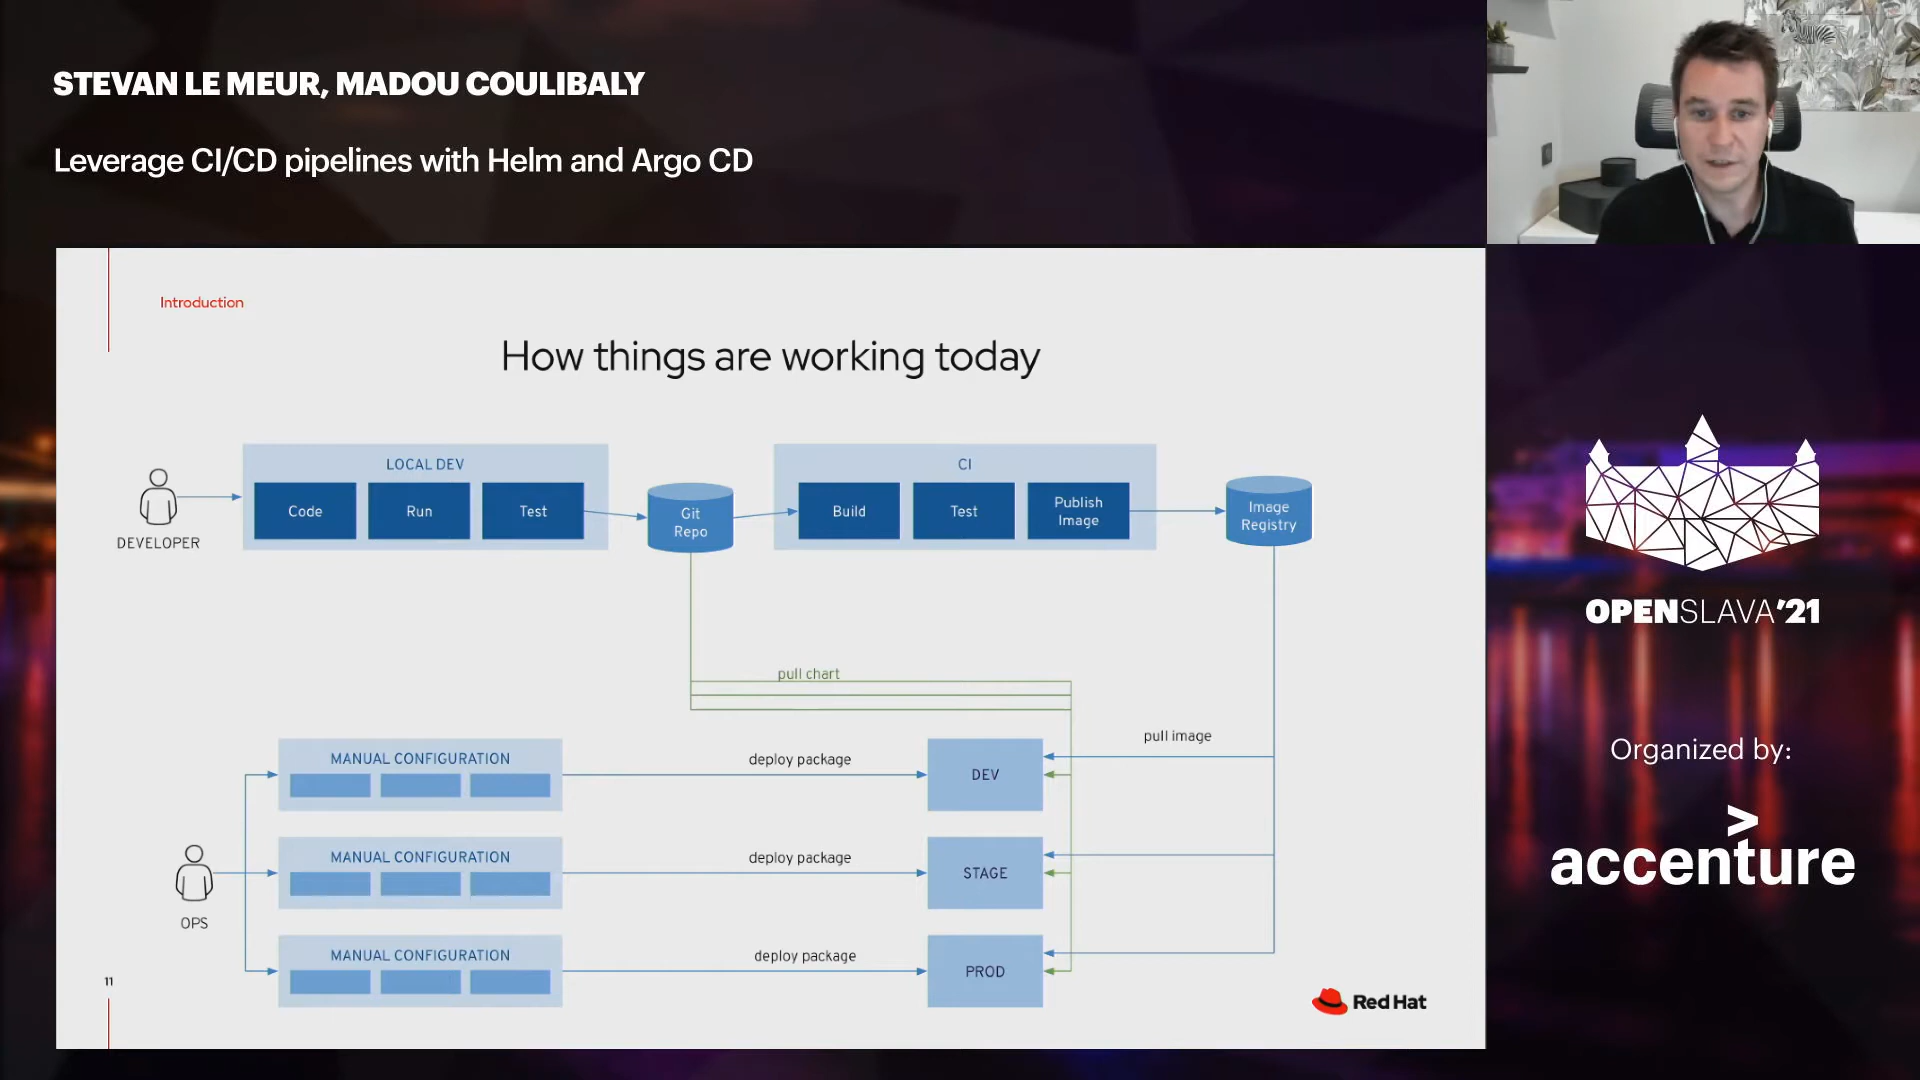 STEVAN LE MEUR, MADOU COULIBALY
Leverage CI/CD pipelines with Helm and Argo CD
Introduction
How things are working today
LOCAL DEV
Code
Run
Test
DEVELOPER
Git
Repo
CI
Build
Test
Publish
Image
Image
Registry
pull chart
pull image
MANUAL CONFIGURATION
deploy package
DEV
MANUAL CONFIGURATION
deploy package
STAGE
OPS
MANUAL CONFIGURATION
deploy package
PROD
11
Red Hat
OPENSLAVA'21
Organized by:
accenture